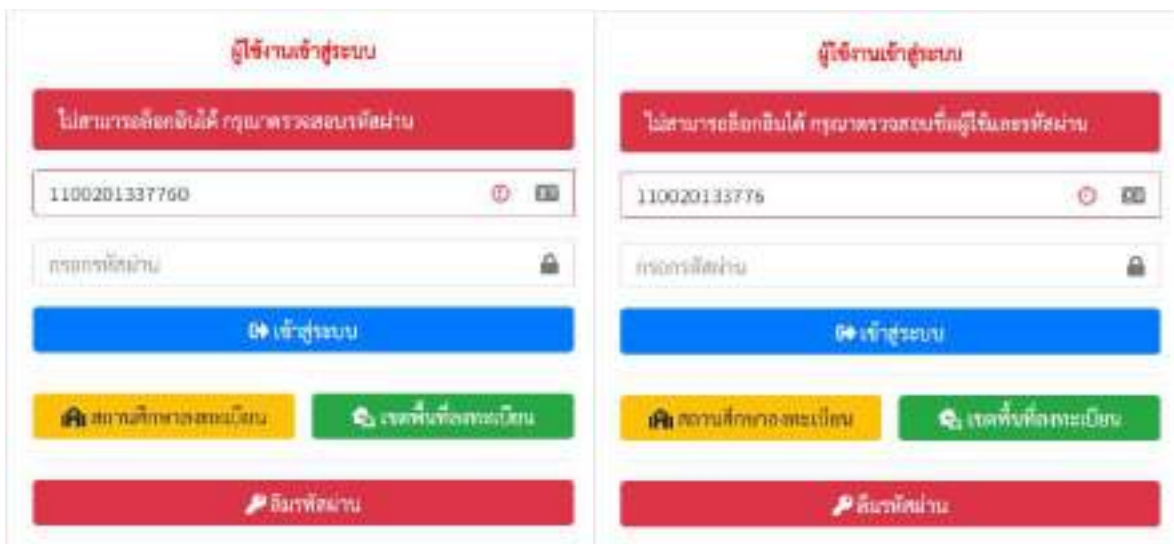 ผู้ใช้งานเข้าสู่ระบบ
ไม่สามารถล็อกอินได้ กรุณาตรวจสอบรหัสผ่าน
1100201337760
กรอกรหัสผ่าน
เข้าสู่ระบบ
สถานศึกษาลงทะเบียน
เขตพื้นที่ลงทะเบียน
ลืมรหัสผ่าน
ผู้ใช้งานเข้าสู่ระบบ
ไม่สามารถล็อกอินได้ กรุณาตรวจสอบชื่อผู้ใช้และรหัสผ่าน
110020133776
กรอกรหัสผ่าน
เข้าสู่ระบบ
สถานศึกษาลงทะเบียน
เขตพื้นที่ลงทะเบียน
ลืมรหัสผ่าน